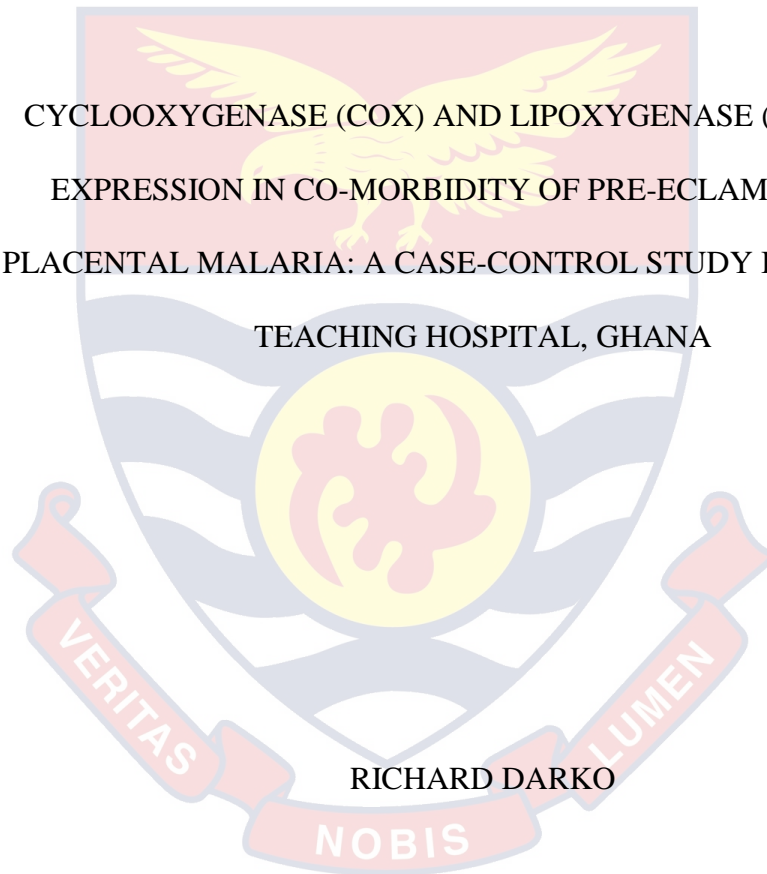 CYCLOOXYGENASE (COX) AND LIPOXYGENASE (
EXPRESSION IN CO-MORBIDITY OF PRE-ECLAM
PLACENTAL MALARIA: A CASE-CONTROL STUDY
TEACHING HOSPITAL, GHANA
RICHARD DARKO
VERITAS
NOBIS
LUMEN